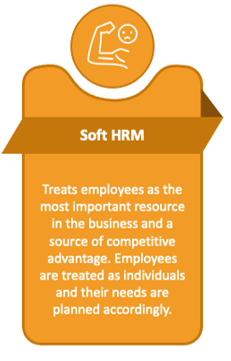 Soft HRM
Treats employees as the
most important resource
in the business and a
source of competitive
advantage. Employees
are treated as individuals
and their needs are
planned accordingly.